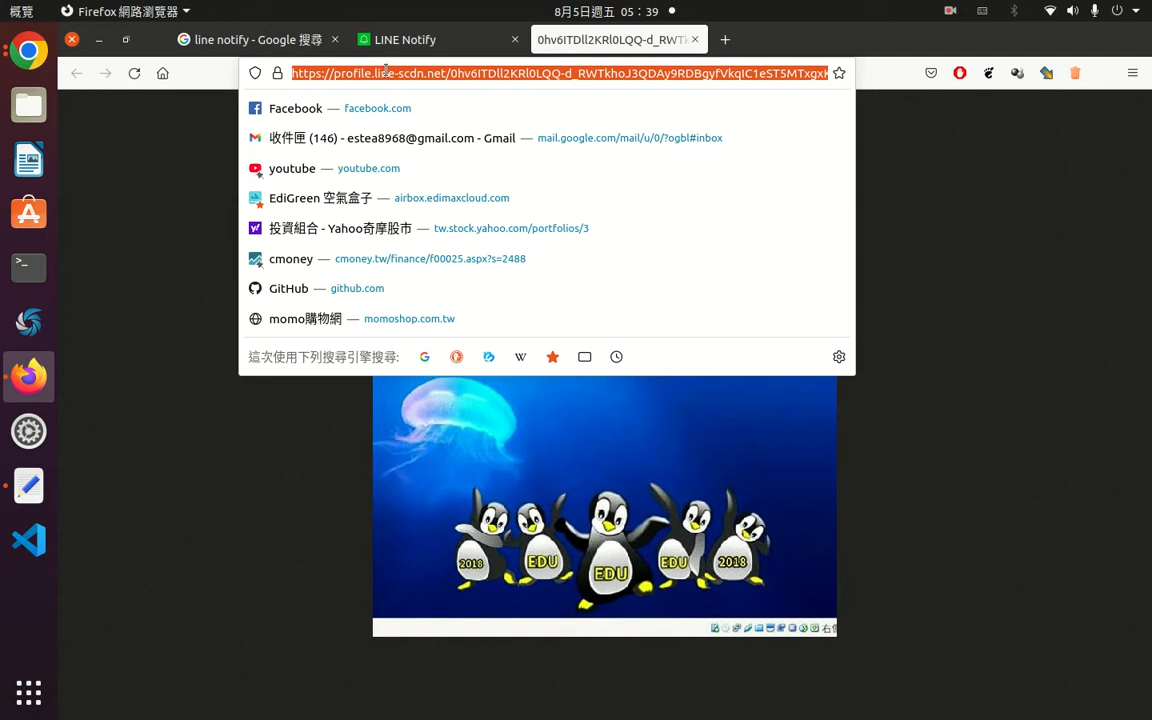 概覽
Firefox 網路瀏覽器
8月5日週五 05：39
line notify - Google 搜尋
LINE Notify
https://profile.line-scdn.net/
Facebook — facebook.com
收件匣 (146) - estea8968@gmail.com - Gmail — mail.google.com/mail/u/0/?ogbl#inbox
youtube — youtube.com
EdiGreen 空氣盒子 — airbox.edimaxcloud.com
投資組合 - Yahoo奇摩股市 — tw.stock.yahoo.com/portfolios/3
cmoney — cmoney.tw/finance/f00025.aspx?s=2488
GitHub — github.com
momo購物網 — momoshop.com.tw
這次使用下列搜尋引擎搜尋:
2018 EDU EDU EDU 2018